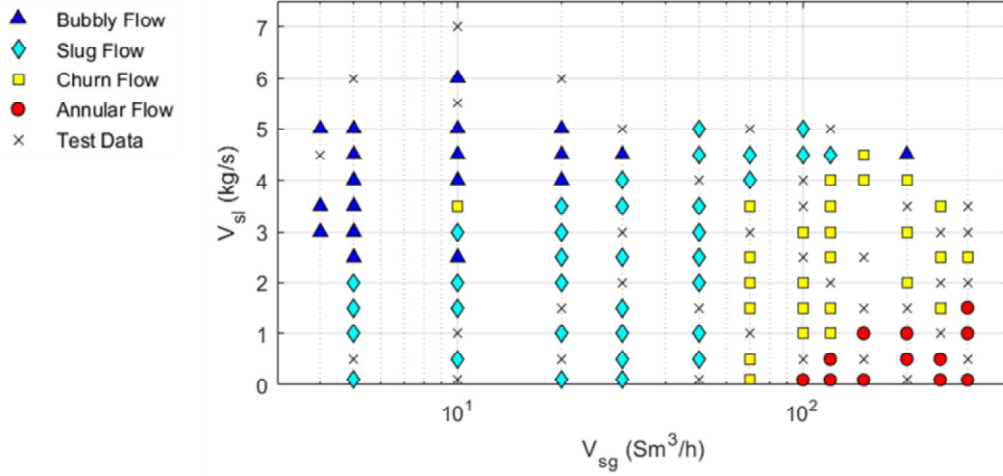 Bubbly Flow
Slug Flow
Churn Flow
Annular Flow
Test Data
7
6
5
4
3
2
1
0
V_sl (kg/s)
10^1
10^2
V_sg (Sm^3/h)